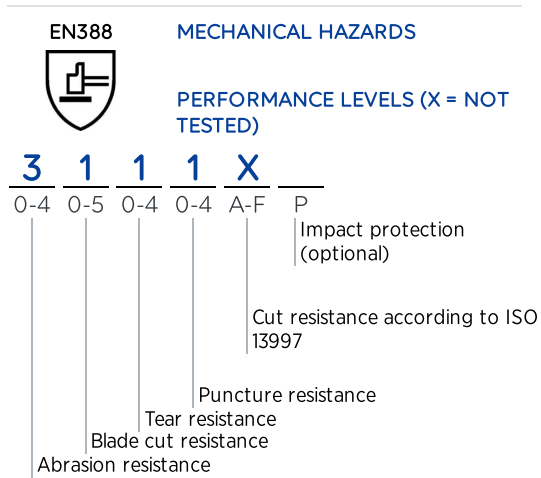 EN388
MECHANICAL HAZARDS
PERFORMANCE LEVELS (X = NOT
TESTED)
3 1 1 1 X
0-4 0-5 0-4 0-4 A-F P
Impact protection
(optional)
Cut resistance according to ISO
13997
Puncture resistance
Tear resistance
Blade cut resistance
Abrasion resistance